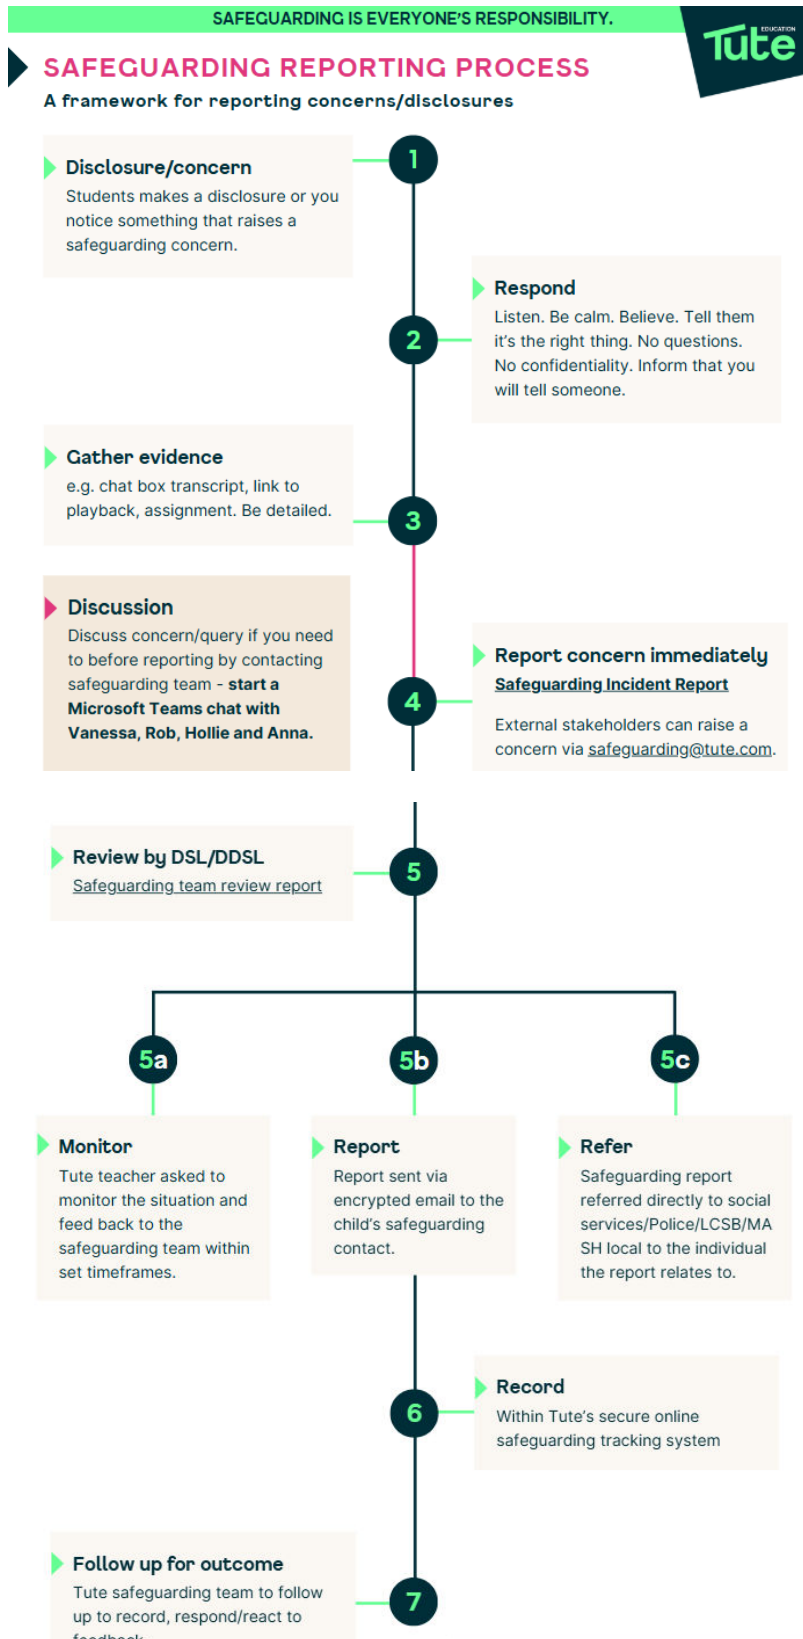 SAFEGUARDING IS EVERYONE'S RESPONSIBILITY.
Tute
EDUCATION
SAFEGUARDING REPORTING PROCESS
A framework for reporting concerns/disclosures
1
Disclosure/concern
Students makes a disclosure or you
notice something that raises a
safeguarding concern.
2
Respond
Listen. Be calm. Believe. Tell them
it's the right thing. No questions.
No confidentiality. Inform that you
will tell someone.
Gather evidence
e.g. chat box transcript, link to
playback, assignment. Be detailed.
3
Discussion
Discuss concern/query if you need
to before reporting by contacting
safeguarding team - start a
Microsoft Teams chat with
Vanessa, Rob, Hollie and Anna.
4
Report concern immediately
Safeguarding Incident Report
External stakeholders can raise a
concern via safeguarding@tute.com.
Review by DSL/DDSL
Safeguarding team review report
5
5a
5b
5c
Monitor
Tute teacher asked to
monitor the situation and
feed back to the
safeguarding team within
set timeframes.
Report
Report sent via
encrypted email to the
child's safeguarding
contact.
Refer
Safeguarding report
referred directly to social
services/Police/LCSB/MA
SH local to the individual
the report relates to.
6
Record
Within Tute's secure online
safeguarding tracking system
Follow up for outcome
Tute safeguarding team to follow
up to record, respond/react to
7